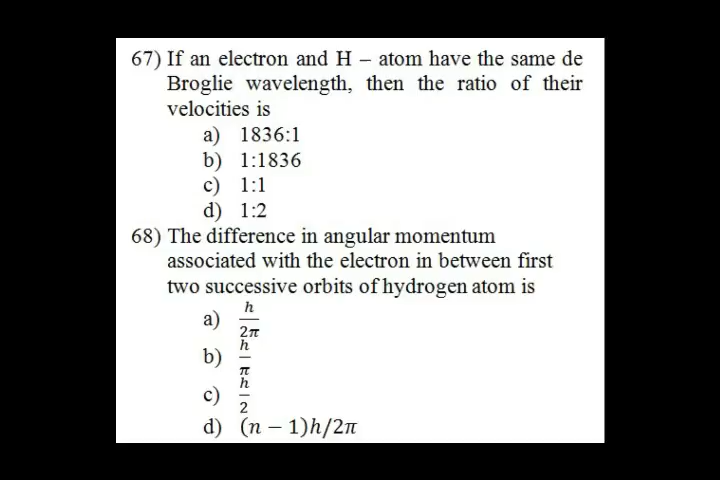 67) If an electron and H – atom have the same de
Broglie wavelength, then the ratio of their
velocities is
a) 1836:1
b) 1:1836
c) 1:1
d) 1:2
68) The difference in angular momentum
associated with the electron in between first
two successive orbits of hydrogen atom is
a) h/2π
b) h/π
c) h/2
d) (n − 1)h/2π